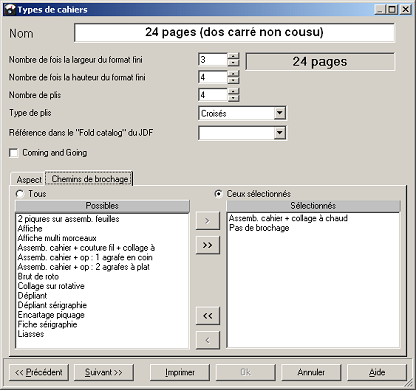 Types de cahiers
Nom
24 pages (dos carré non cousu)
Nombre de fois la largeur du format fini
3
24 pages
Nombre de fois la hauteur du format fini
4
Nombre de plis
4
Type de plis
Croisés
Référence dans le "Fold catalog" du JDF
Coming and Going
Aspect
Chemins de brochage
Tous
Ceux sélectionnés
Possibles
Sélectionnés
2 piqures sur assemb. feuilles
Affiche
Affiche multi morceaux
Assemb. cahier + couture fil + collage à
Assemb. cahier + op : 1 agrafe en coin
Assemb. cahier + op : 2 agrafes à plat
Brut de roto
Collage sur rotative
Dépliant
Dépliant sérigraphie
Encartage piquage
Fiche sérigraphie
Liasses
>
>>
<<
<
Assemb. cahier + collage à chaud
Pas de brochage
<< Précédent
Suivant >>
Imprimer
Ok
Annuler
Aide